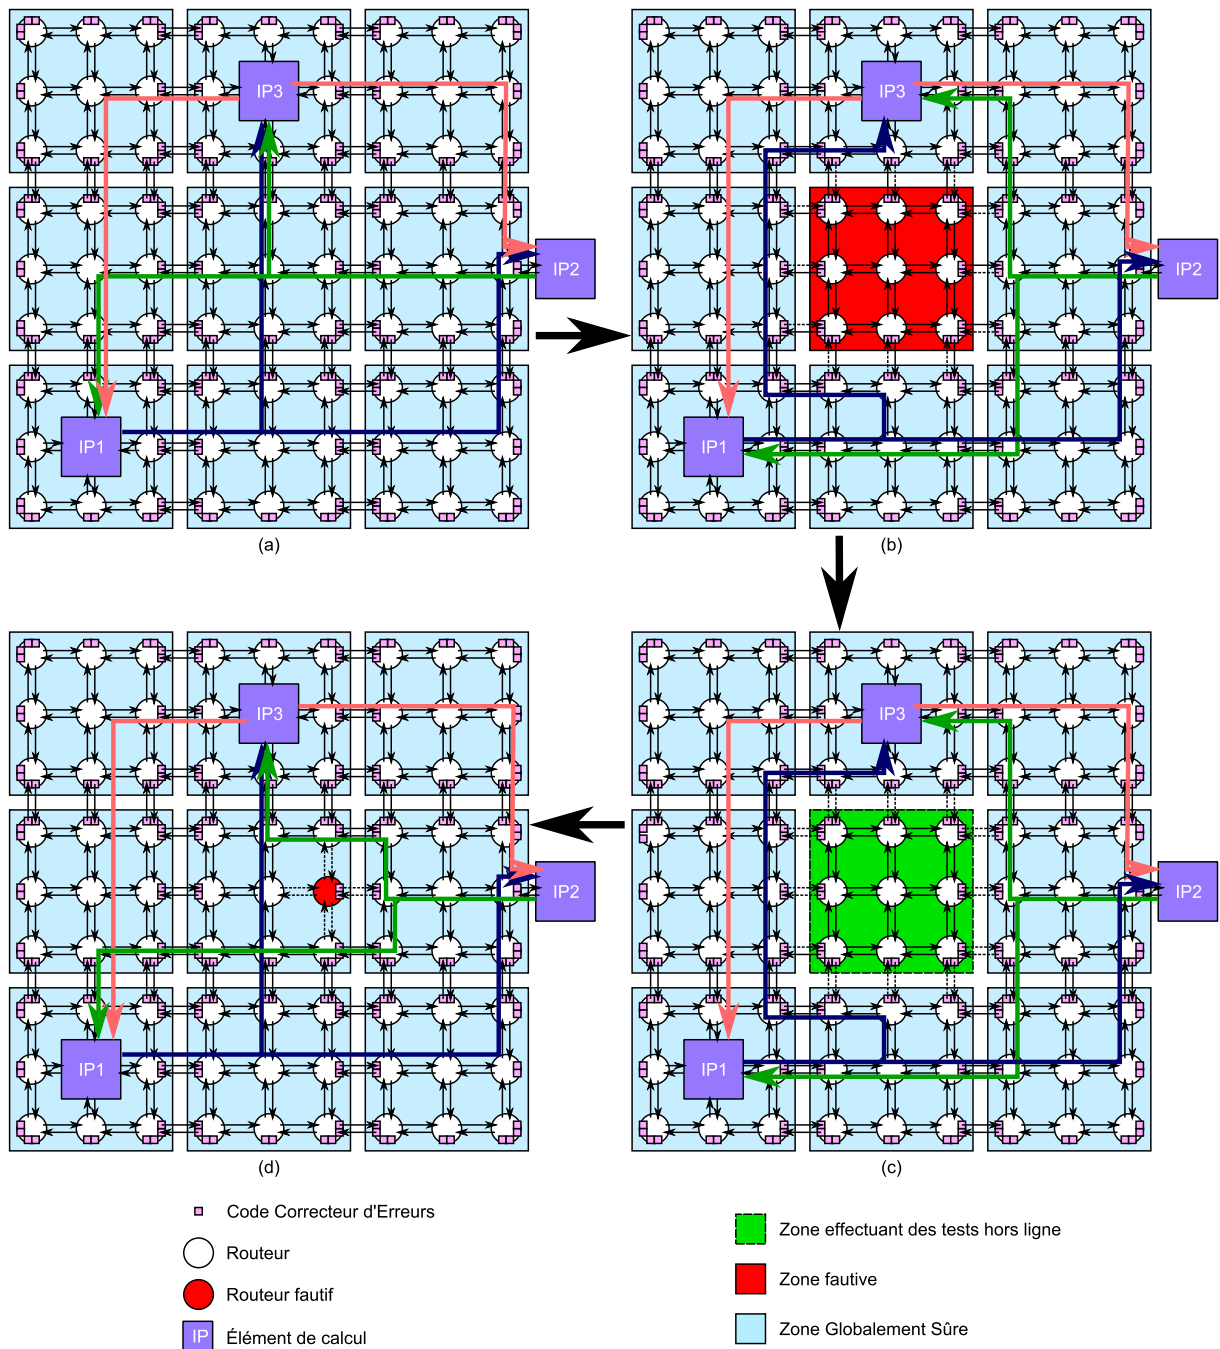 IP3
IP2
IP1
(a)
IP3
IP2
IP1
(b)
IP3
IP2
IP1
(d)
IP3
IP2
IP1
(c)
Code Correcteur d'Erreurs
Routeur
Routeur fautif
IP Élément de calcul
Zone effectuant des tests hors ligne
Zone fautive
Zone Globalement Sûre